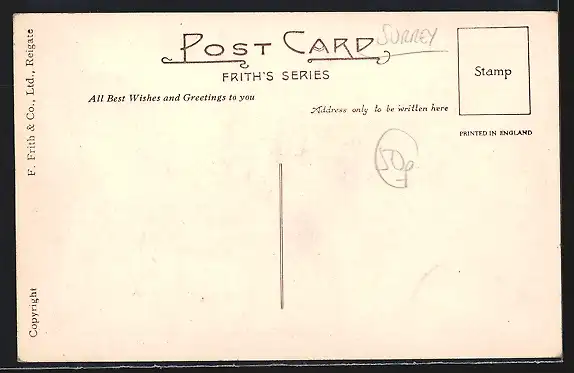 POST CARD SURREY
FRITH'S SERIES
Stamp
All Best Wishes and Greetings to you
Address only to be written here
PRINTED IN ENGLAND
50p
F. Frith & Co., Ltd., Reigate
Copyright